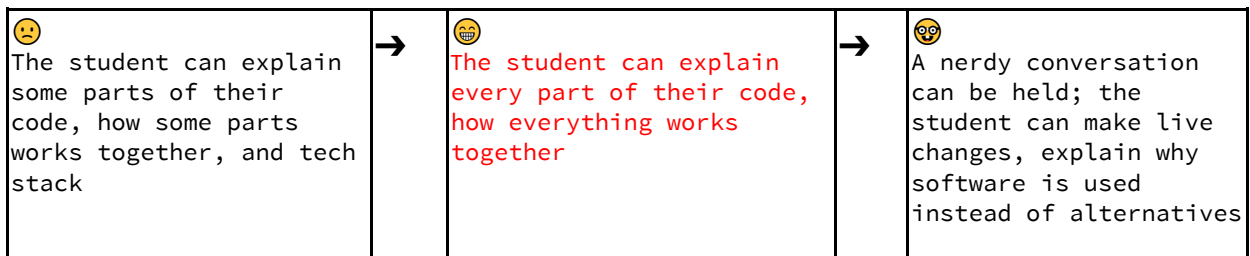 🙁
The student can explain
some parts of their
code, how some parts
works together, and tech
stack
➔
😁
The student can explain
every part of their code,
how everything works
together
➔
🤓
A nerdy conversation
can be held; the
student can make live
changes, explain why
software is used
instead of alternatives